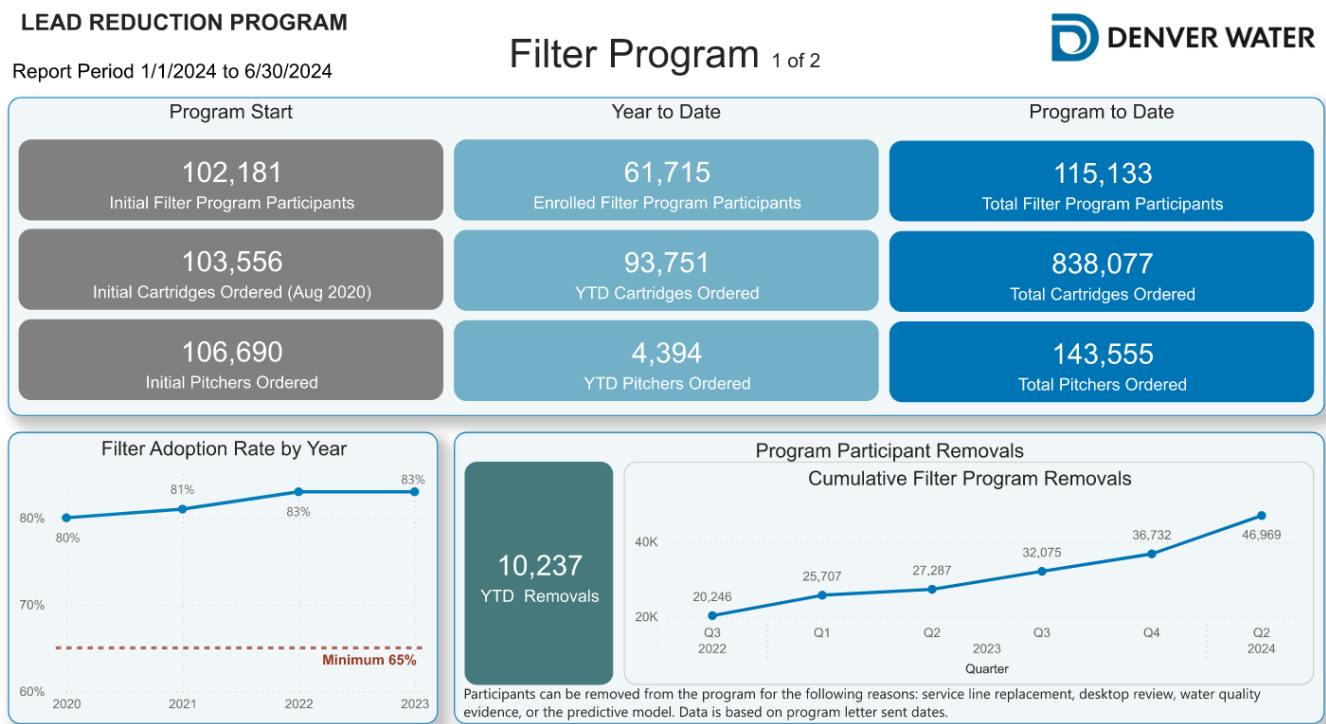 LEAD REDUCTION PROGRAM
Report Period 1/1/2024 to 6/30/2024
Filter Program 1 of 2
DENVER WATER
Program Start
Year to Date
Program to Date
102,181
Initial Filter Program Participants
61,715
Enrolled Filter Program Participants
115,133
Total Filter Program Participants
103,556
Initial Cartridges Ordered (Aug 2020)
93,751
YTD Cartridges Ordered
838,077
Total Cartridges Ordered
106,690
Initial Pitchers Ordered
4,394
YTD Pitchers Ordered
143,555
Total Pitchers Ordered
Filter Adoption Rate by Year
80%
70%
60%
80%
81%
83%
83%
Minimum 65%
2020
2021
2022
2023
Program Participant Removals
10,237
YTD Removals
Cumulative Filter Program Removals
40K
20K
20,246
25,707
27,287
32,075
36,732
46,969
Q3
Q1
Q2
Q3
Q4
Q2
2022
2023
2024
Quarter
Participants can be removed from the program for the following reasons: service line replacement, desktop review, water quality
evidence, or the predictive model. Data is based on program letter sent dates.